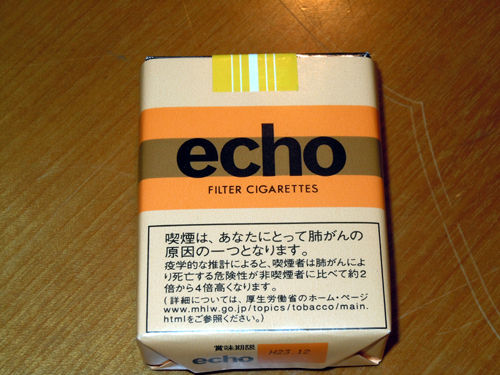 echo
FILTER CIGARETTES
喫煙は、あなたにとって肺がんの
原因の一つとなります。
疫学的な推計によると、喫煙者は肺がんによ
り死亡する危険性が非喫煙者に比べて約2
倍から4倍高くなります。
(詳細については、厚生労働省のホーム・ページ
www.mhlw.go.jp/topics/tobacco/main.
htmlをご参照ください。)
賞味期限
echo H23.12